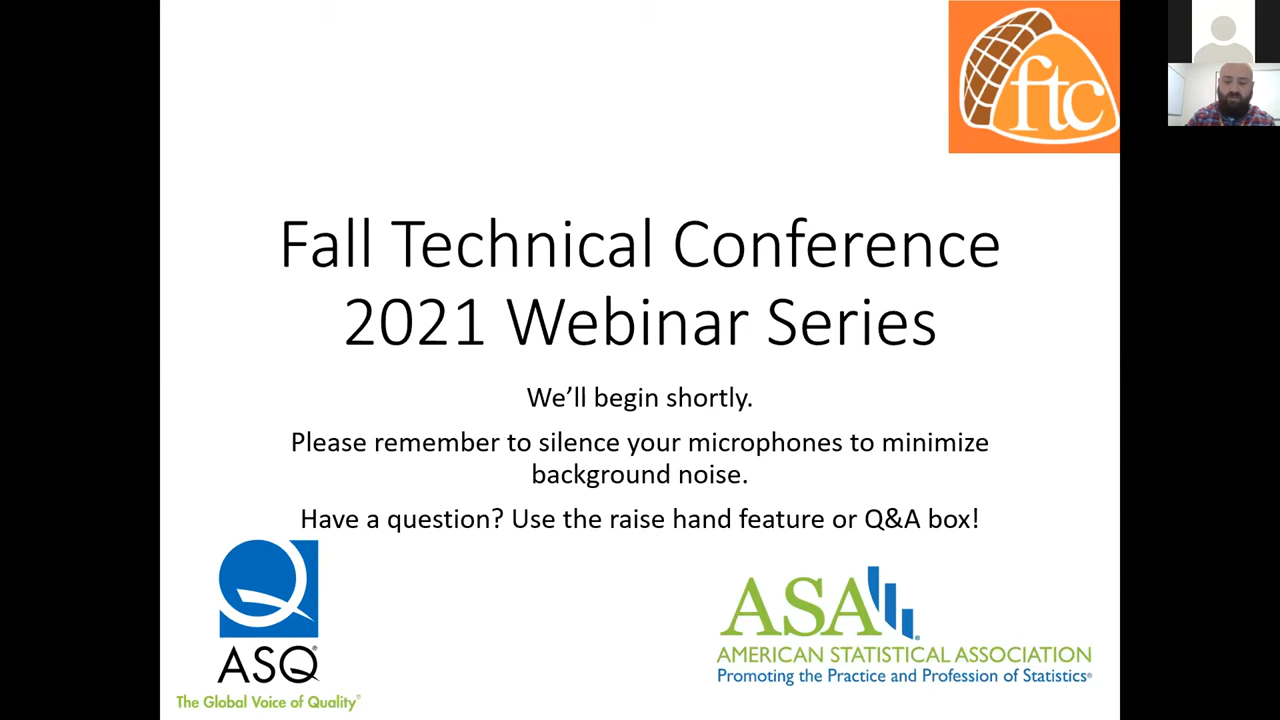 ftc
Fall Technical Conference
2021 Webinar Series
We’ll begin shortly.
Please remember to silence your microphones to minimize
background noise.
Have a question? Use the raise hand feature or Q&A box!
ASQ®
The Global Voice of Quality®
ASA®
AMERICAN STATISTICAL ASSOCIATION
Promoting the Practice and Profession of Statistics®